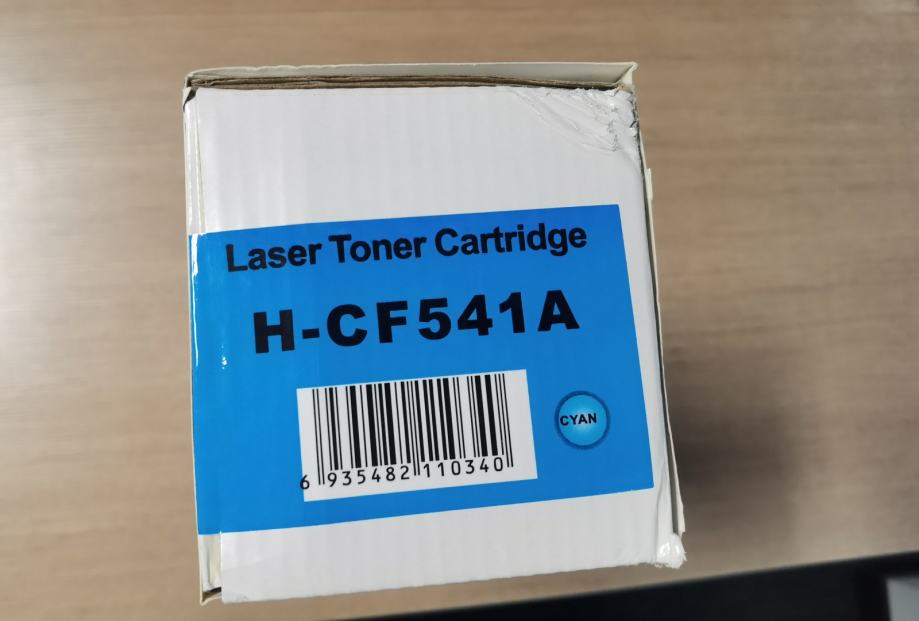 Laser Toner Cartridge
H-CF541A
CYAN
6 935482 110340